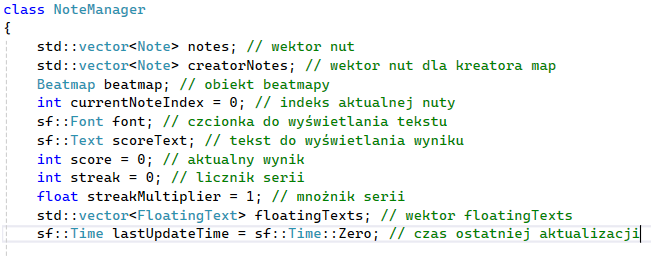 class NoteManager
{
std::vector<Note> notes; // wektor nut
std::vector<Note> creatorNotes; // wektor nut dla kreatora map
Beatmap beatmap; // obiekt beatmapy
int currentNoteIndex = 0; // indeks aktualnej nuty
sf::Font font; // czcionka do wyświetlania tekstu
sf::Text scoreText; // tekst do wyświetlania wyniku
int score = 0; // aktualny wynik
int streak = 0; // licznik serii
float streakMultiplier = 1; // mnożnik serii
std::vector<FloatingText> floatingTexts; // wektor floatingTexts
sf::Time lastUpdateTime = sf::Time::Zero; // czas ostatniej aktualizacji